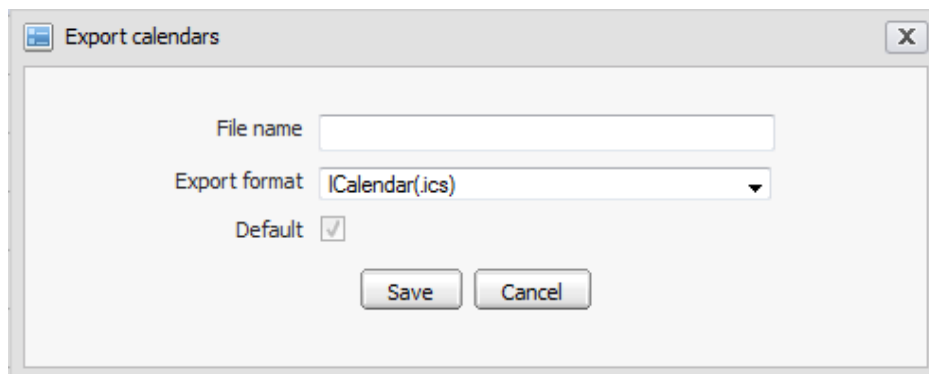 Export calendars
X
File name
Export format ICalendar(.ics)
Default
Save Cancel